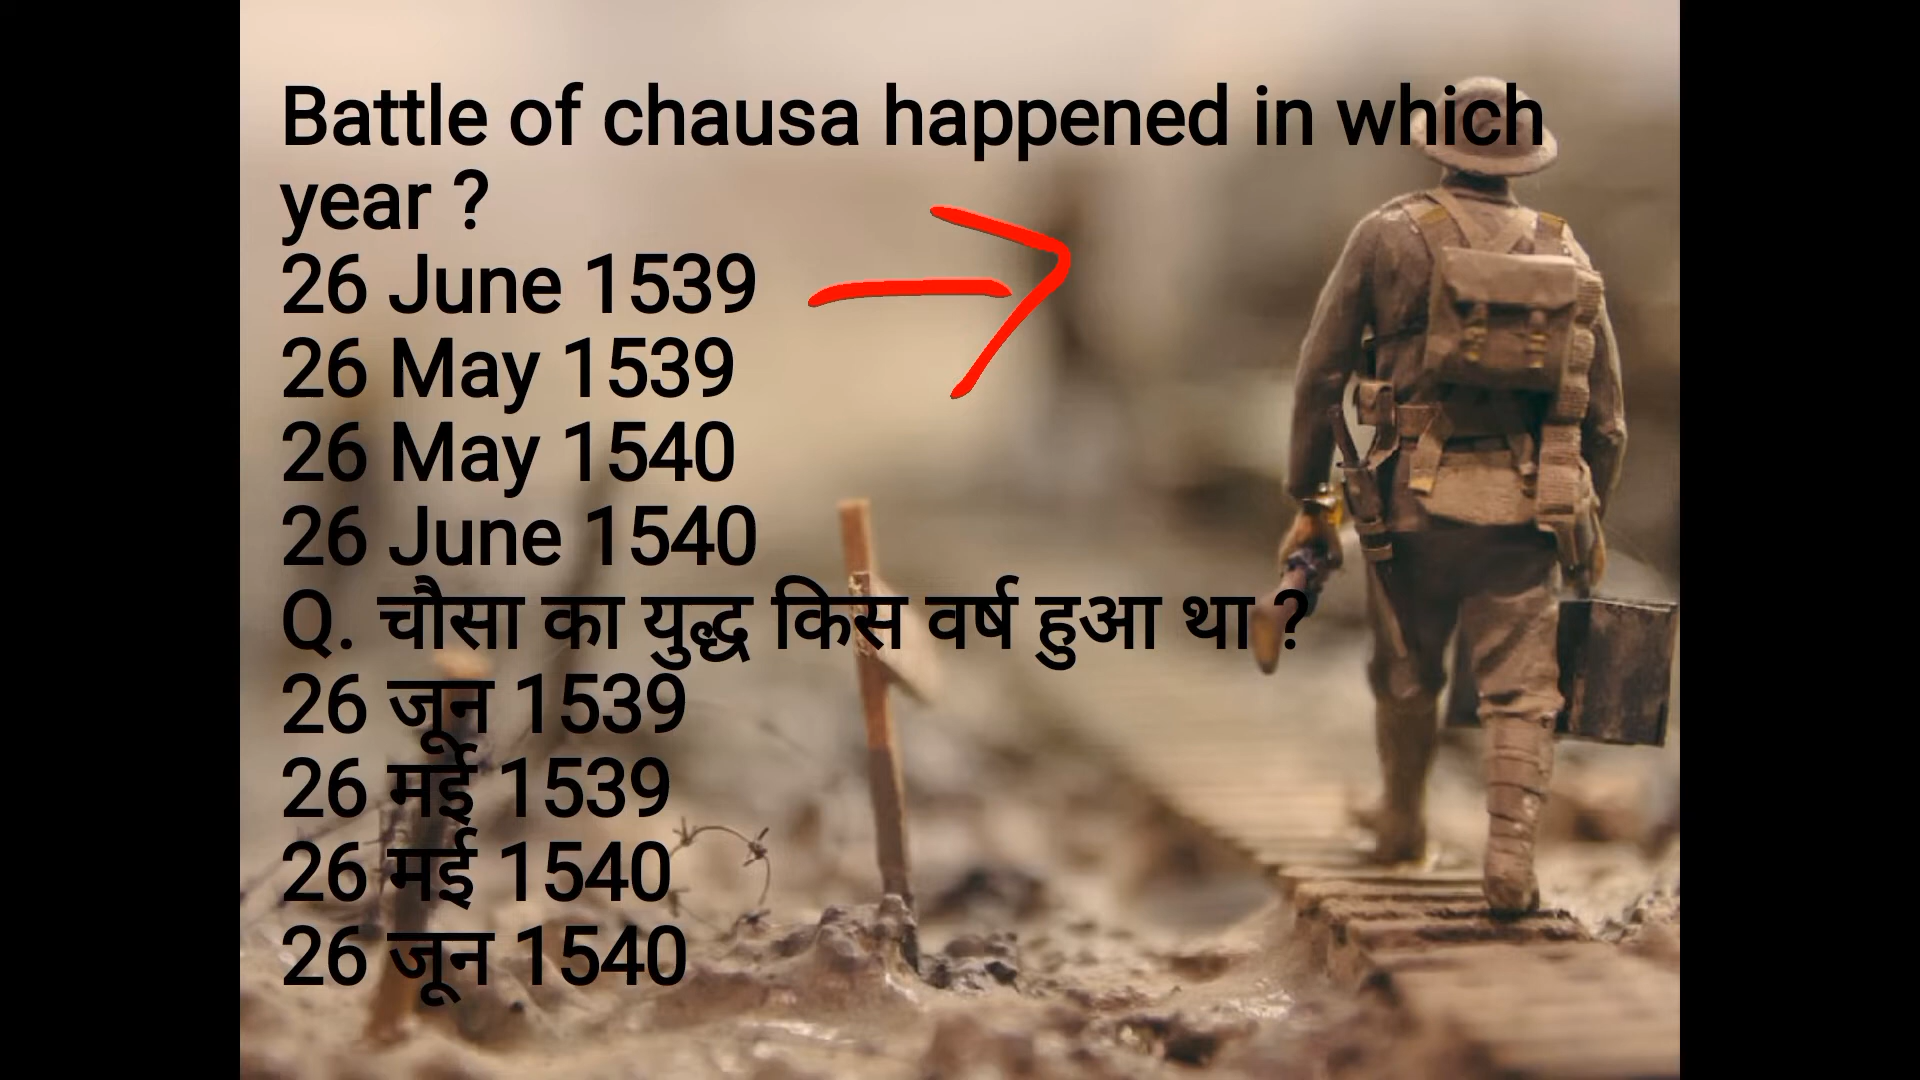 Battle of chausa happened in which
year ?
26 June 1539
26 May 1539
26 May 1540
26 June 1540
Q. चौसा का युद्ध किस वर्ष हुआ था ?
26 जून 1539
26 मई 1539
26 मई 1540
26 जून 1540